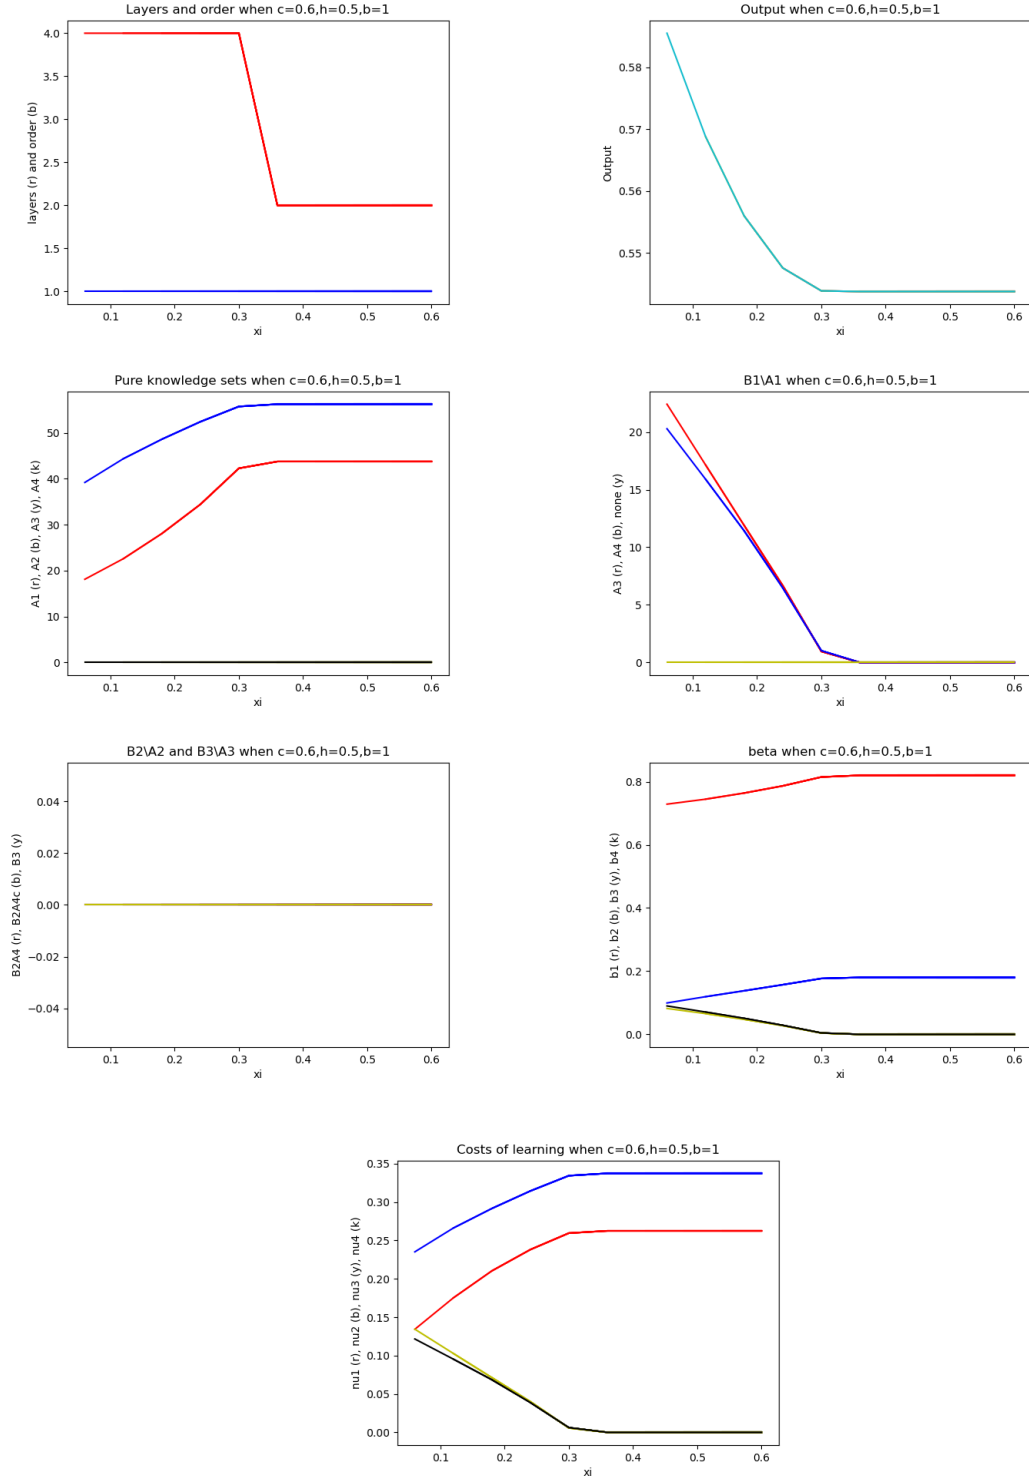 Layers and order when c=0.6,h=0.5,b=1
layers (r) and order (b)
4.0
3.5
3.0
2.5
2.0
1.5
1.0
0.1 0.2 0.3 0.4 0.5 0.6
xi
Output when c=0.6,h=0.5,b=1
Output
0.58
0.57
0.56
0.55
0.1 0.2 0.3 0.4 0.5 0.6
xi
Pure knowledge sets when c=0.6,h=0.5,b=1
A1 (r), A2 (b), A3 (y), A4 (k)
50
40
30
20
10
0
0.1 0.2 0.3 0.4 0.5 0.6
xi
B1\A1 when c=0.6,h=0.5,b=1
A3 (r), A4 (b), none (y)
20
15
10
5
0
0.1 0.2 0.3 0.4 0.5 0.6
xi
B2\A2 and B3\A3 when c=0.6,h=0.5,b=1
B2A4 (r), B2A4c (b), B3 (y)
0.04
0.02
0.00
−0.02
−0.04
0.1 0.2 0.3 0.4 0.5 0.6
xi
beta when c=0.6,h=0.5,b=1
b1 (r), b2 (b), b3 (y), b4 (k)
0.8
0.6
0.4
0.2
0.0
0.1 0.2 0.3 0.4 0.5 0.6
xi
Costs of learning when c=0.6,h=0.5,b=1
nu1 (r), nu2 (b), nu3 (y), nu4 (k)
0.35
0.30
0.25
0.20
0.15
0.10
0.05
0.00
0.1 0.2 0.3 0.4 0.5 0.6
xi